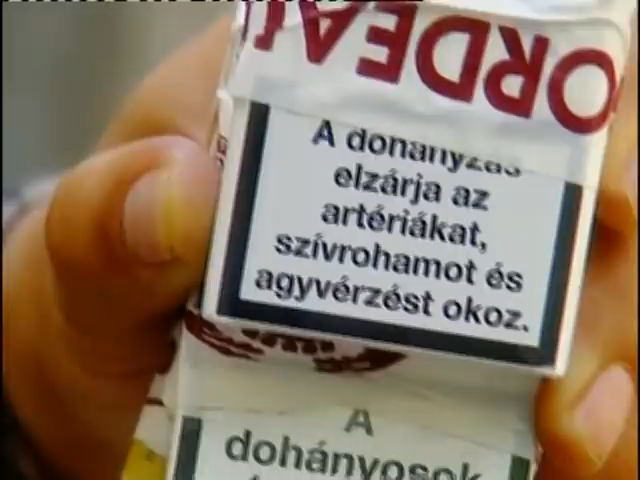 A dohányzás
elzárja az
artériákat,
szívrohamot és
agyvérzést okoz.
A
dohányosok